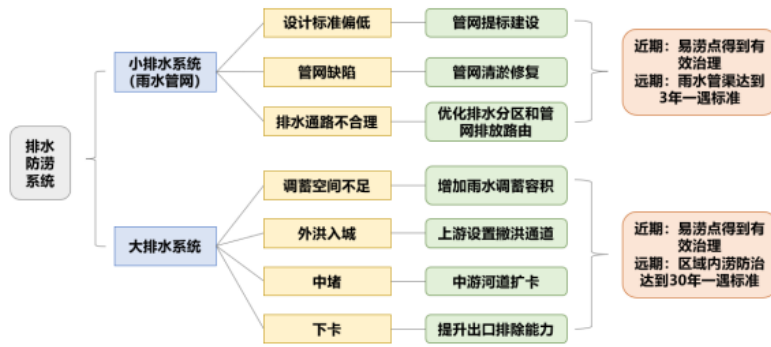 排水
防涝
系统
小排水系统
（雨水管网）
设计标准偏低
管网提标建设
管网缺陷
管网清淤修复
排水通路不合理
优化排水分区和管
网排放路由
近期：易涝点得到有
效治理
远期：雨水管渠达到
3年一遇标准
大排水系统
调蓄空间不足
增加雨水调蓄容积
外洪入城
上游设置撇洪通道
中堵
中游河道扩卡
下卡
提升出口排除能力
近期：易涝点得到有
效治理
远期：区域内涝防治
达到30年一遇标准